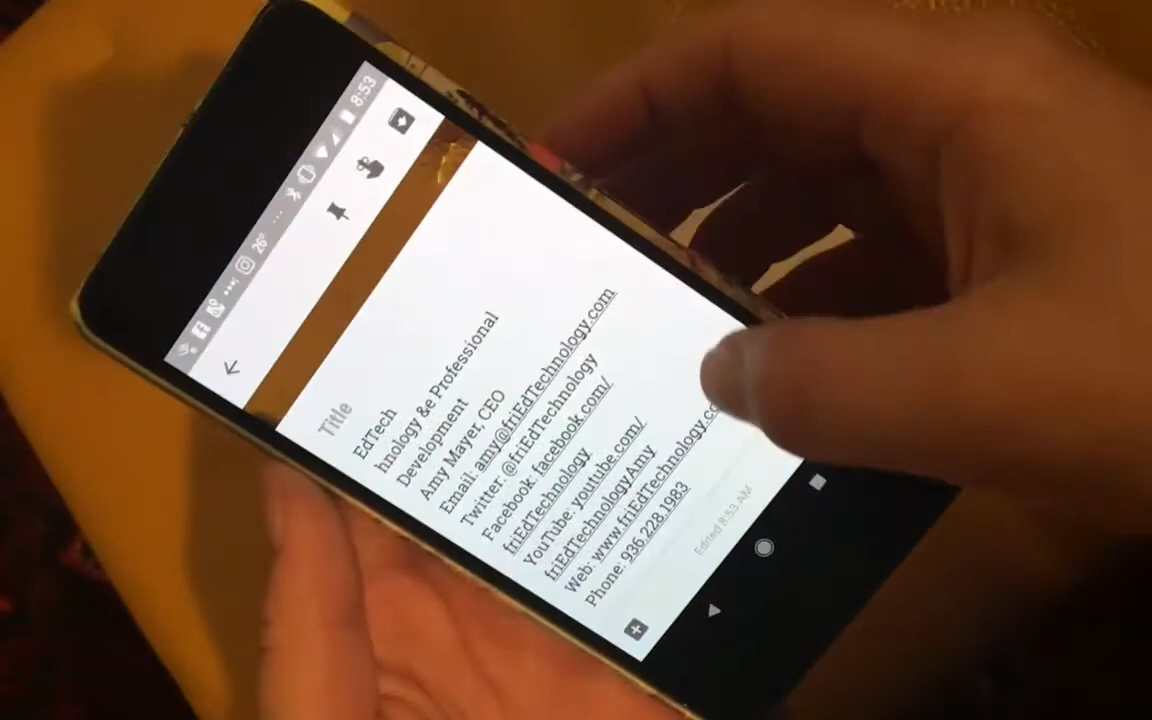 8:53
26°
Title
EdTech
hnology &e Professional
Development
Amy Mayer, CEO
Email: amy@friEdTechnology.com
Twitter: @friEdTechnology
Facebook: facebook.com/
friEdTechnology
YouTube: youtube.com/
friEdTechnologyAmy
Web: www.friEdTechnology.co
Phone: 936.228.1983
Edited 8:53 AM